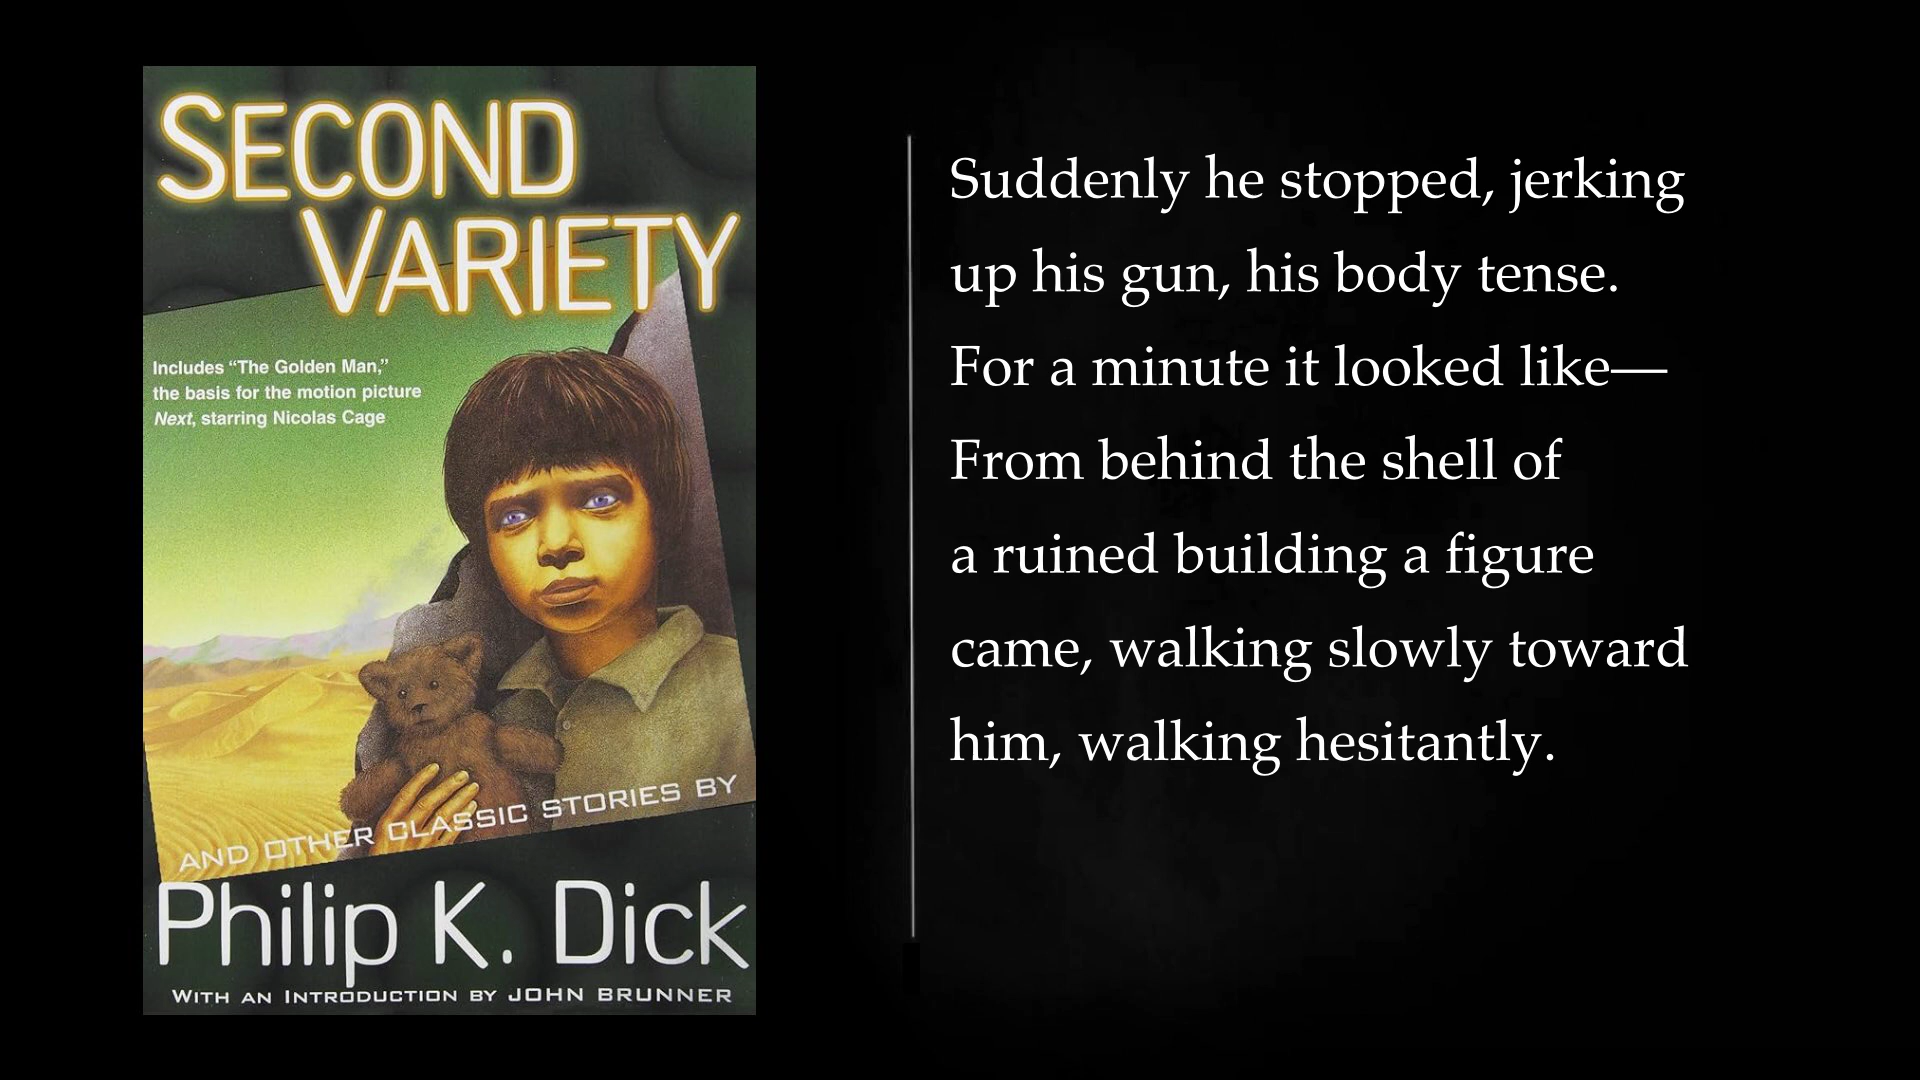 SECOND
VARIETY
Includes “The Golden Man,”
the basis for the motion picture
Next, starring Nicolas Cage
AND OTHER CLASSIC STORIES BY
Philip K. Dick
WITH AN INTRODUCTION BY JOHN BRUNNER
Suddenly he stopped, jerking
up his gun, his body tense.
For a minute it looked like—
From behind the shell of
a ruined building a figure
came, walking slowly toward
him, walking hesitantly.